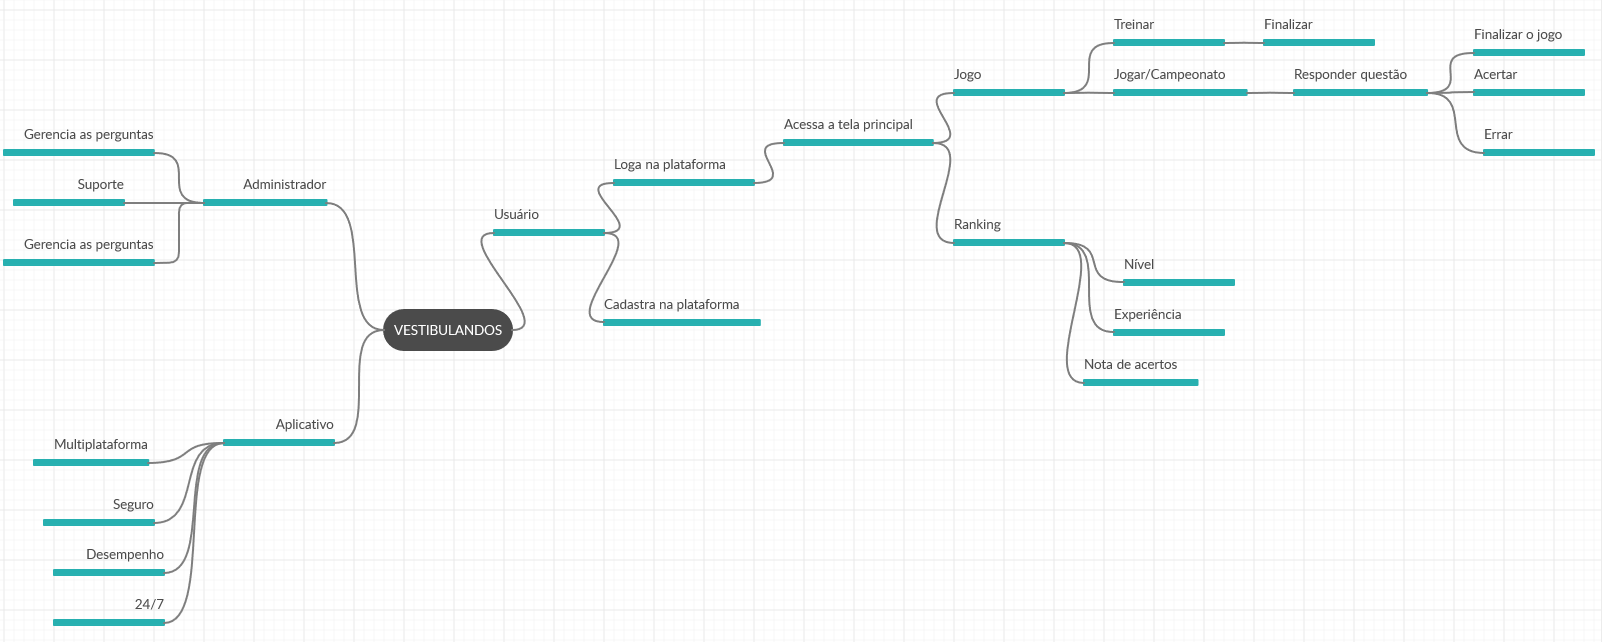 Treinar
Finalizar
Finalizar o jogo
Jogo
Jogar/Campeonato
Responder questão
Acertar
Acessa a tela principal
Gerencia as perguntas
Errar
Loga na plataforma
Suporte
Administrador
Usuário
Ranking
Gerencia as perguntas
Nível
Cadastra na plataforma
Experiência
VESTIBULANDOS
Nota de acertos
Aplicativo
Multiplataforma
Seguro
Desempenho
24/7